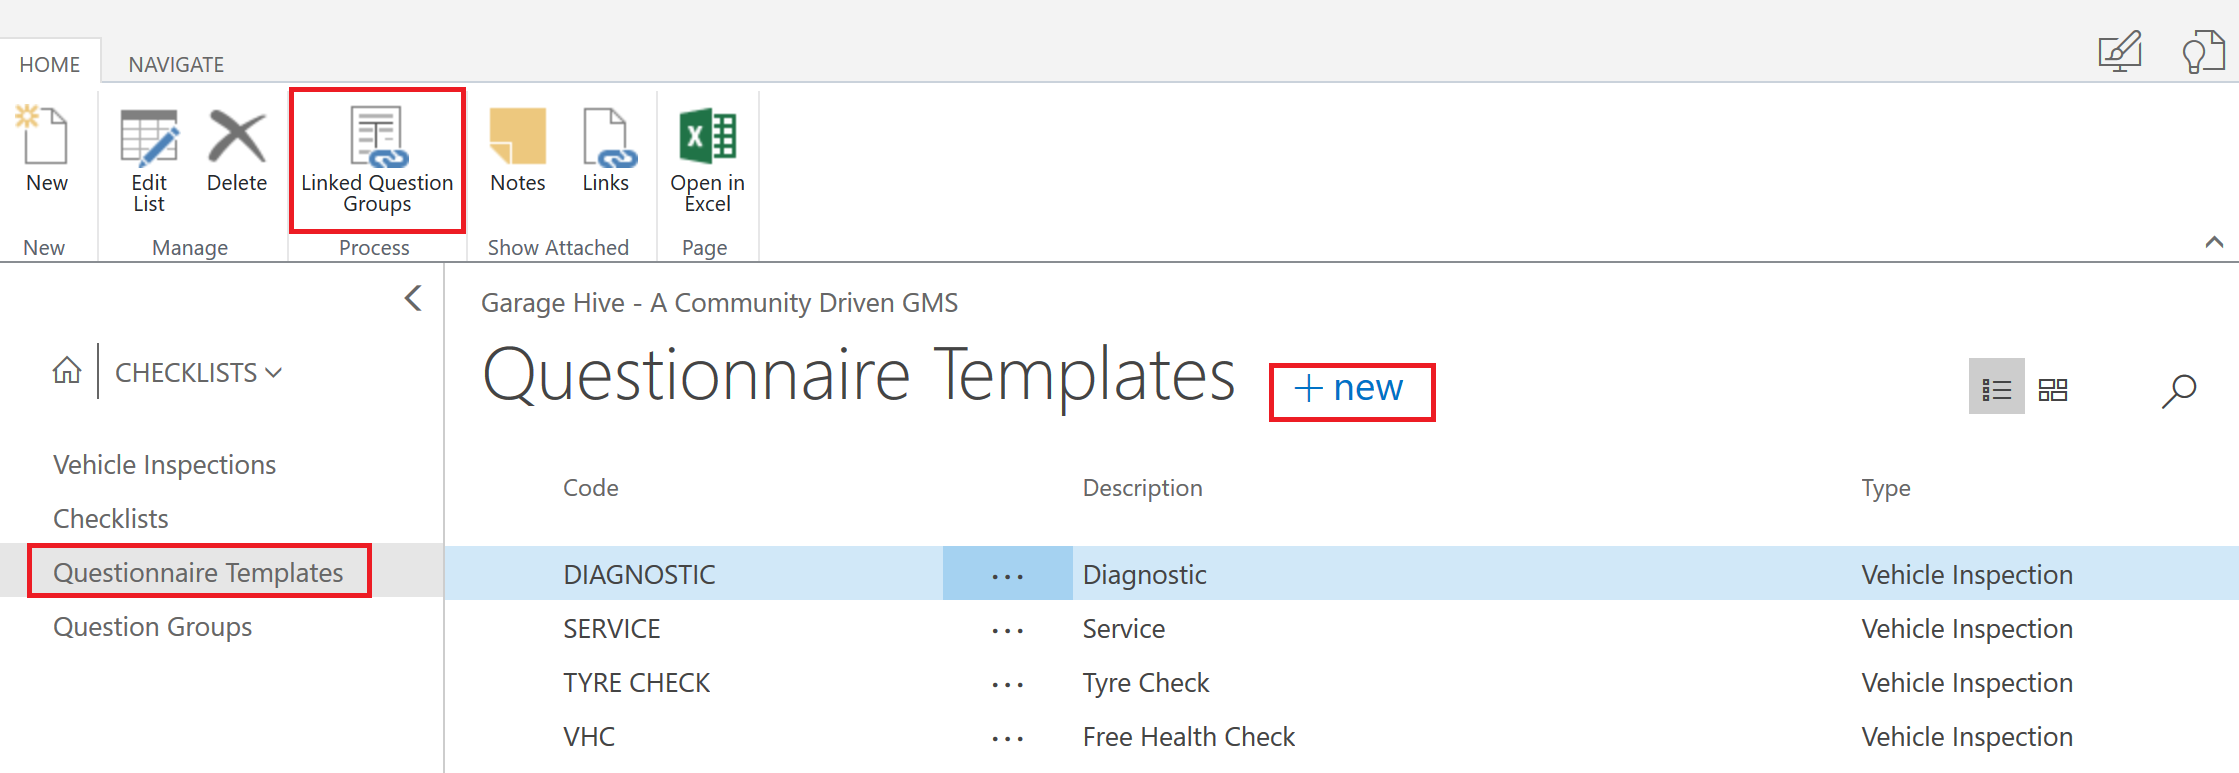 HOME NAVIGATE
New
Edit
List
Delete
Linked Question
Groups
Notes
Links
Open in
Excel
New
Manage
Process
Show Attached
Page
Garage Hive - A Community Driven GMS
CHECKLISTS
Questionnaire Templates + new
Vehicle Inspections
Checklists
Questionnaire Templates
Question Groups
Code Description Type
DIAGNOSTIC ... Diagnostic Vehicle Inspection
SERVICE ... Service Vehicle Inspection
TYRE CHECK ... Tyre Check Vehicle Inspection
VHC ... Free Health Check Vehicle Inspection